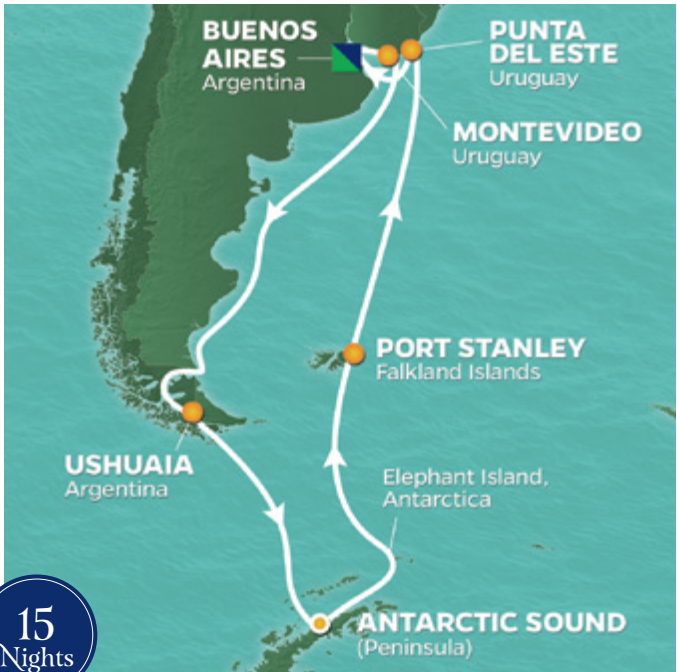 BUENOS
AIRES
Argentina
PUNTA
DEL ESTE
Uruguay
MONTEVIDEO
Uruguay
PORT STANLEY
Falkland Islands
USHUAIA
Argentina
Elephant Island,
Antarctica
ANTARCTIC SOUND
(Peninsula)
15
Nights